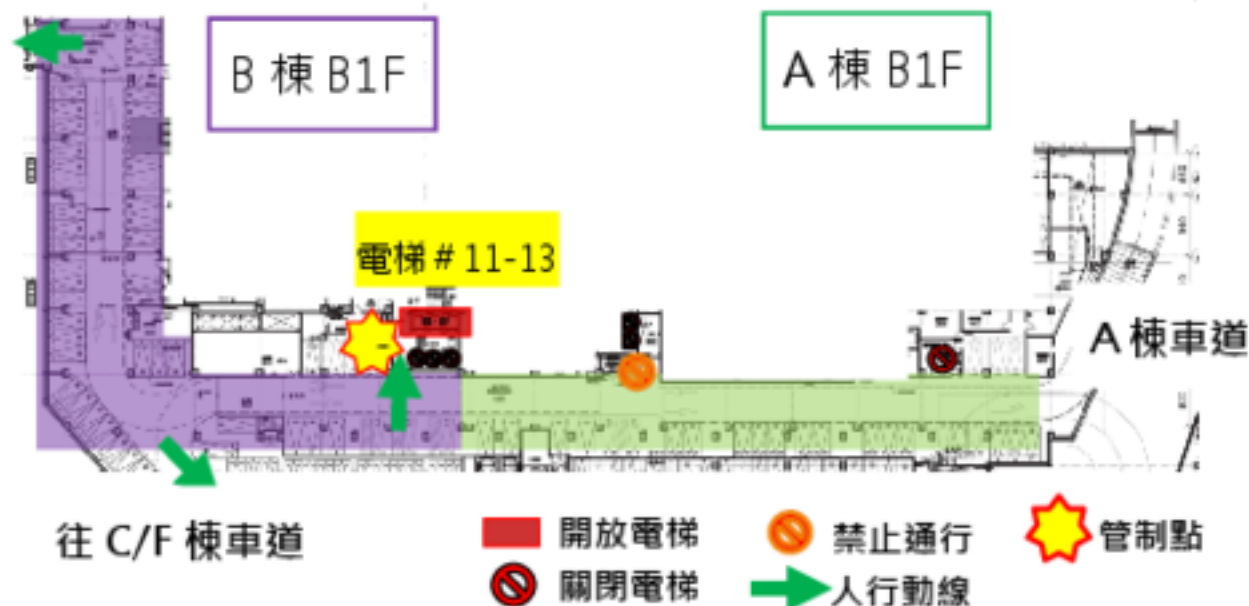 B 棟 B1F
A 棟 B1F
電梯 # 11-13
A 棟車道
往 C/F 棟車道
開放電梯
禁止通行
管制點
關閉電梯
人行動線